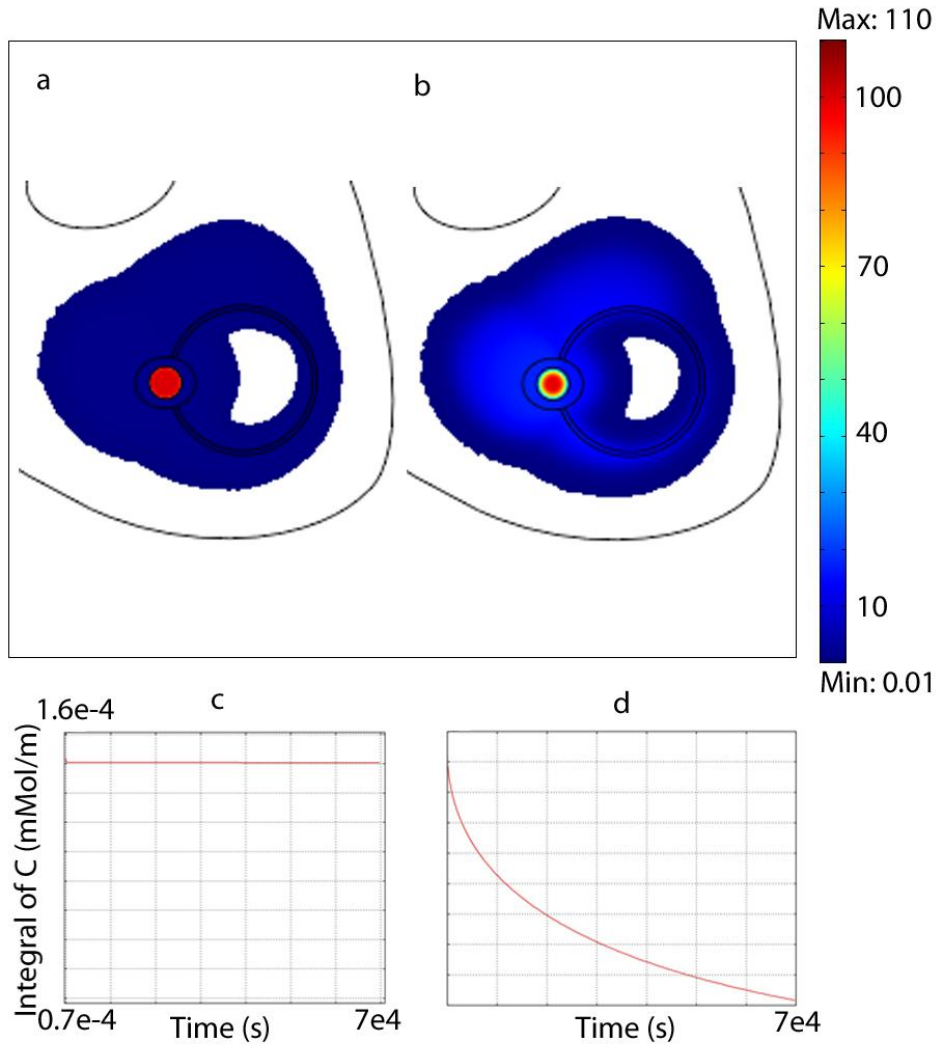 Max: 110
a
b
100
70
40
10
Min: 0.01
c
d
1.6e-4
Integral of C (mMol/m)
0.7e-4
Time (s)
7e4
Time (s)
7e4